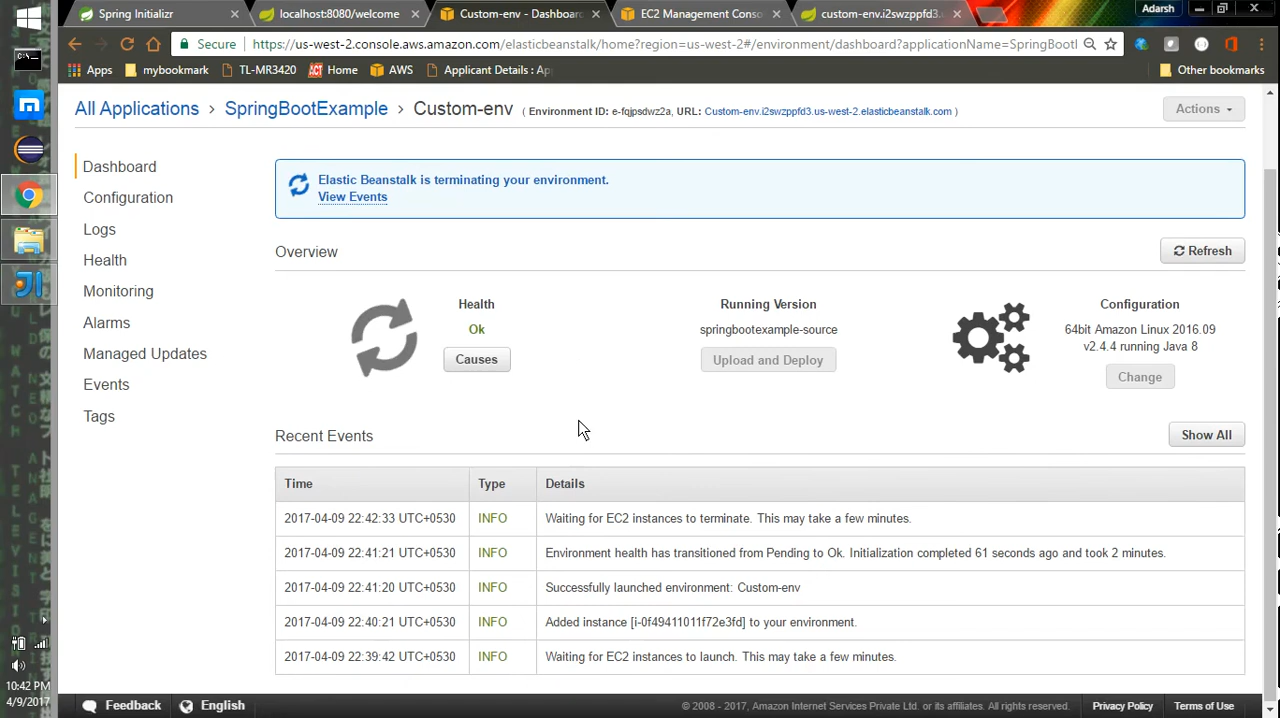 Spring Initializr
localhost:8080/welcome
Custom-env - Dashboar
EC2 Management Conso
custom-env.i2swzppfd3.
Adarsh
Secure
https://us-west-2.console.aws.amazon.com/elasticbeanstalk/home?region=us-west-2#/environment/dashboard?applicationName=SpringBootI
Apps
mybookmark
TL-MR3420
Home
AWS
Applicant Details : Ap
Other bookmarks
All Applications › SpringBootExample › Custom-env ( Environment ID: e-fqjpsdwz2a, URL: Custom-env.i2swzppfd3.us-west-2.elasticbeanstalk.com )
Actions
Dashboard
Configuration
Logs
Health
Monitoring
Alarms
Managed Updates
Events
Tags
Elastic Beanstalk is terminating your environment.
View Events
Overview
Refresh
Health
Ok
Causes
Running Version
springbootexample-source
Upload and Deploy
Configuration
64bit Amazon Linux 2016.09
v2.4.4 running Java 8
Change
Recent Events
Show All
Time Type Details
2017-04-09 22:42:33 UTC+0530 INFO Waiting for EC2 instances to terminate. This may take a few minutes.
2017-04-09 22:41:21 UTC+0530 INFO Environment health has transitioned from Pending to Ok. Initialization completed 61 seconds ago and took 2 minutes.
2017-04-09 22:41:20 UTC+0530 INFO Successfully launched environment: Custom-env
2017-04-09 22:40:21 UTC+0530 INFO Added instance [i-0f49411011f72e3fd] to your environment.
2017-04-09 22:39:42 UTC+0530 INFO Waiting for EC2 instances to launch. This may take a few minutes.
10:42 PM
4/9/2017
Feedback
English
© 2008 - 2017, Amazon Internet Services Private Ltd. or its affiliates. All rights reserved.
Privacy Policy
Terms of Use